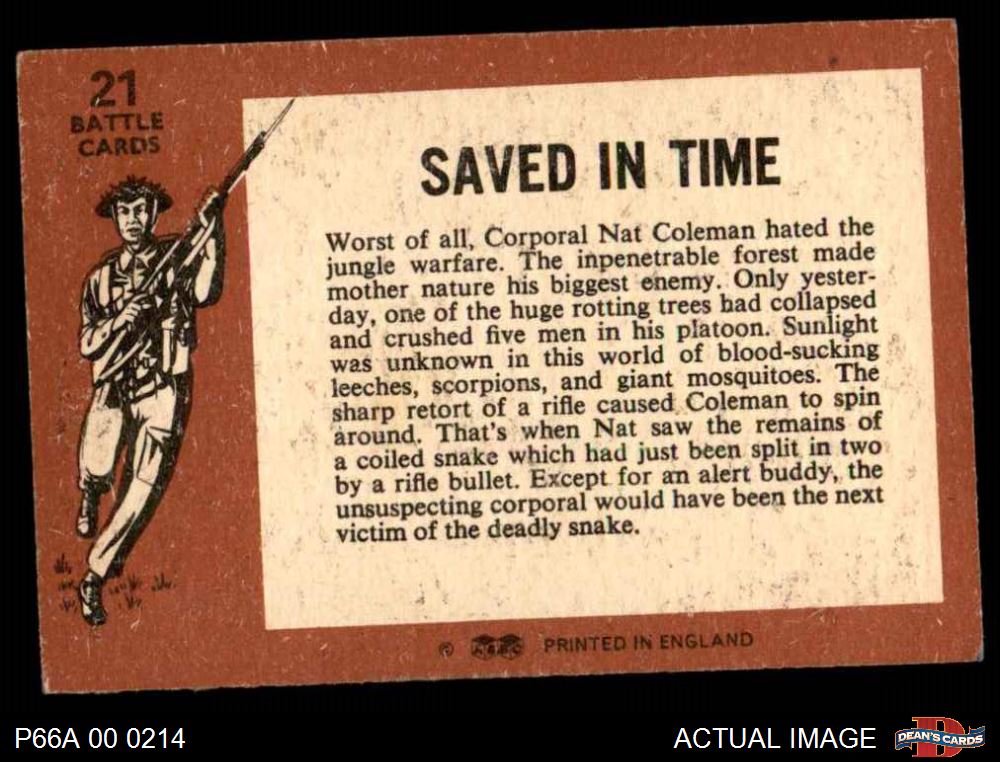 21
BATTLE
CARDS
SAVED IN TIME
Worst of all, Corporal Nat Coleman hated the
jungle warfare. The inpenetrable forest made
mother nature his biggest enemy. Only yester-
day, one of the huge rotting trees had collapsed
and crushed five men in his platoon. Sunlight
was unknown in this world of blood-sucking
leeches, scorpions, and giant mosquitoes. The
sharp retort of a rifle caused Coleman to spin
around. That's when Nat saw the remains of
a coiled snake which had just been split in two
by a rifle bullet. Except for an alert buddy, the
unsuspecting corporal would have been the next
victim of the deadly snake.
© A&BC PRINTED IN ENGLAND
P66A 00 0214
ACTUAL IMAGE
DEAN'S CARDS